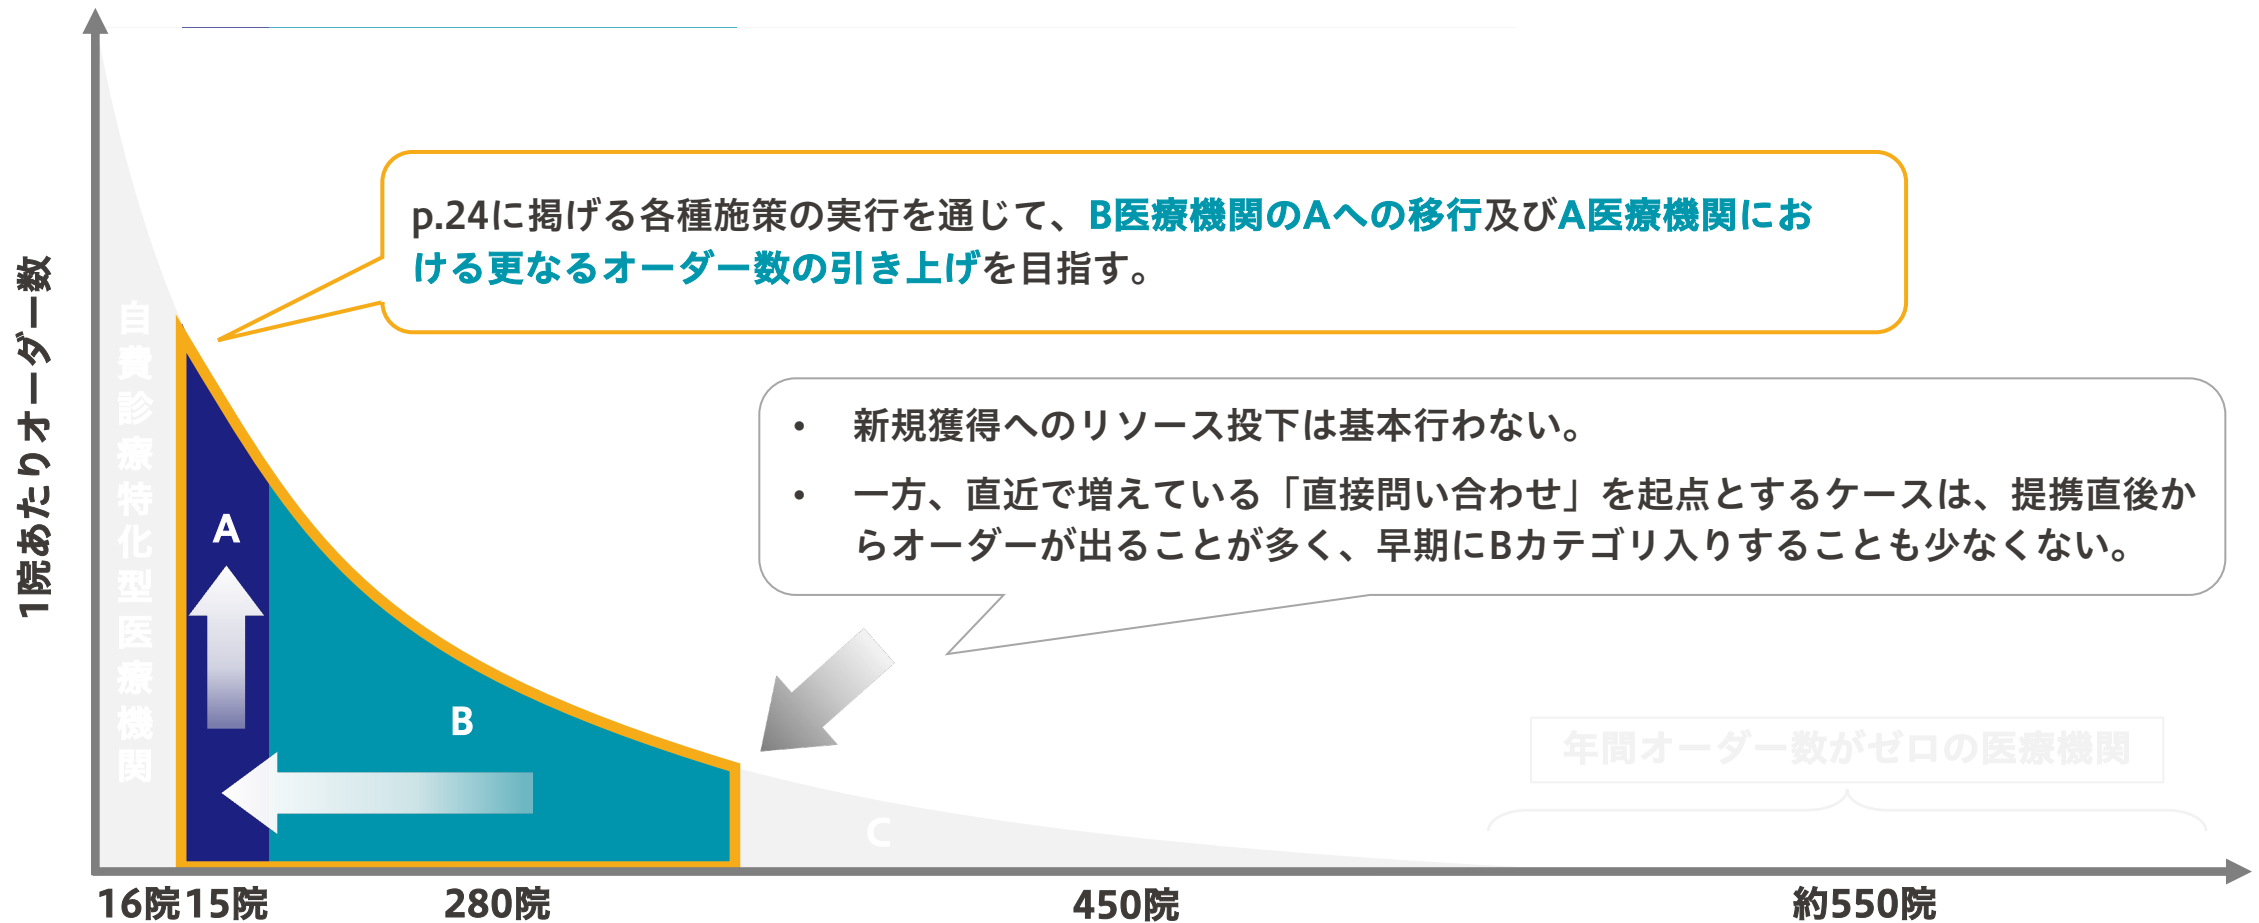 1院あたりオーダー数
p.24に掲げる各種施策の実行を通じて、B医療機関のAへの移行及びA医療機関にお
ける更なるオーダー数の引き上げを目指す。
• 新規獲得へのリソース投下は基本行わない。
• 一方、直近で増えている「直接問い合わせ」を起点とするケースは、提携直後か
らオーダーが出ることが多く、早期にBカテゴリ入りすることも少なくない。
自費診療特化型医療機関
A
B
C
年間オーダー数がゼロの医療機関
16院
15院
280院
450院
約550院